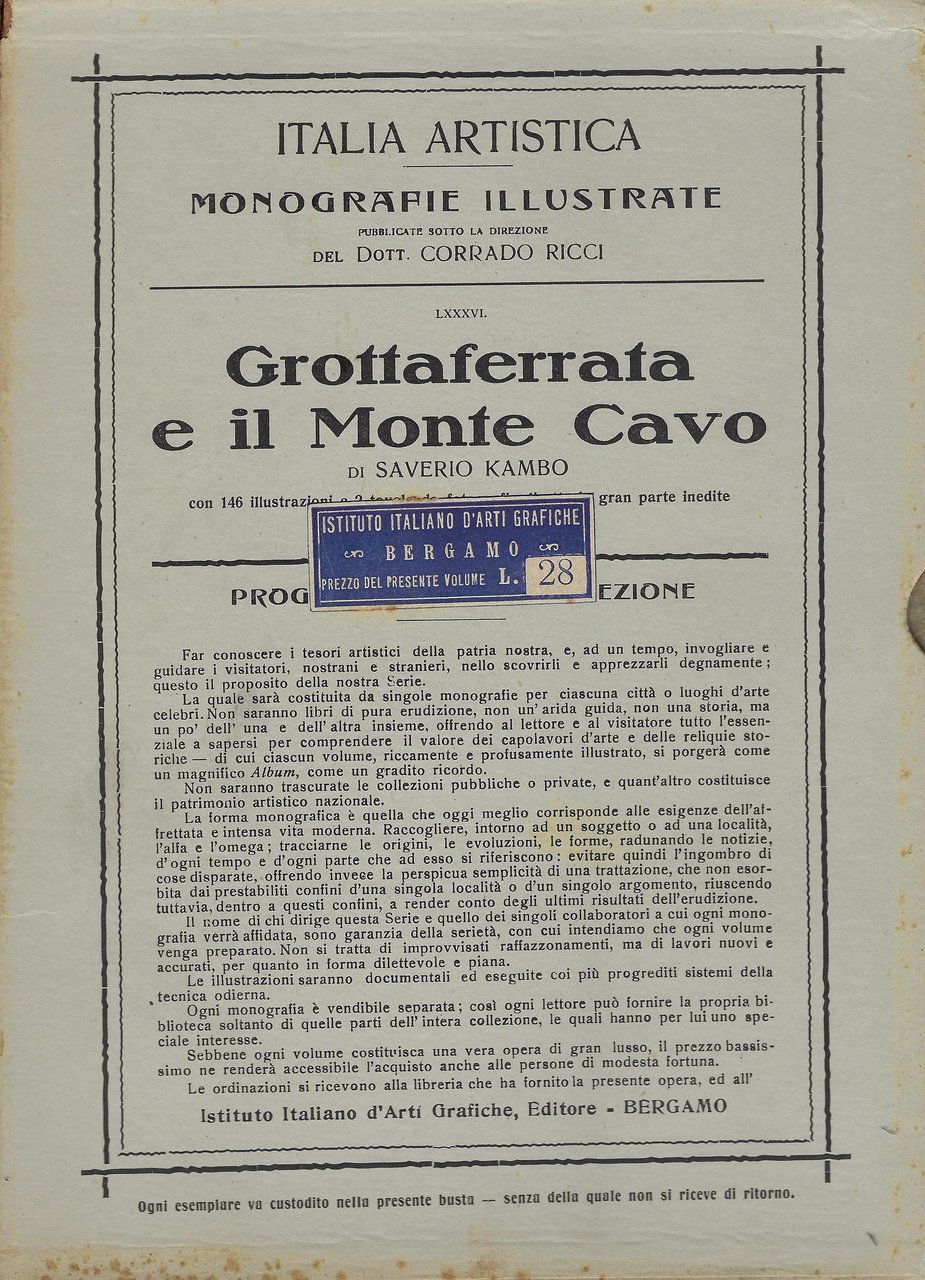 ITALIA ARTISTICA
MONOGRAFIE ILLUSTRATE
PUBBLICATE SOTTO LA DIREZIONE
DEL DOTT. CORRADO RICCI
LXXXVI.
Grottaferrata
e il Monte Cavo
DI SAVERIO KAMBO
con 146 illustrazioni e 2 gran parte inedite
ISTITUTO ITALIANO D'ARTI GRAFICHE
BERGAMO
PREZZO DEL PRESENTE VOLUME L. 28
PROG EZIONE
Far conoscere i tesori artistici della patria nostra, e, ad un tempo, invogliare e
guidare i visitatori, nostrani e stranieri, nello scovrirli e apprezzarli degnamente;
questo il proposito della nostra Serie.
La quale sarà costituita da singole monografie per ciascuna città o luoghi d'arte
celebri. Non saranno libri di pura erudizione, non un'arida guida, non una storia, ma
un po' dell'una e dell'altra insieme, offrendo al lettore e al visitatore tutto l'essen-
ziale a sapersi per comprendere il valore dei capolavori d'arte e delle reliquie sto-
riche — di cui ciascun volume, riccamente e profusamente illustrato, si porgerà come
un magnifico Album, come un gradito ricordo.
Non saranno trascurate le collezioni pubbliche o private, e quant'altro costituisce
il patrimonio artistico nazionale.
La forma monografica è quella che oggi meglio corrisponde alle esigenze dell'af-
frettata e intensa vita moderna. Raccogliere, intorno ad un soggetto o ad una località,
l'alfa e l'omega; tracciarne le origini, le evoluzioni, le forme, radunando le notizie,
d'ogni tempo e d'ogni parte che ad esso si riferiscono: evitare quindi l'ingombro di
cose disparate, offrendo invece la perspicua semplicità di una trattazione, che non esor-
bita dai prestabiliti confini d'una singola località o d'un singolo argomento, riuscendo
tuttavia, dentro a questi confini, a render conto degli ultimi risultati dell'erudizione.
Il nome di chi dirige questa Serie e quello dei singoli collaboratori a cui ogni mono-
grafia verrà affidata, sono garanzia della serietà, con cui intendiamo che ogni volume
venga preparato. Non si tratta di improvvisati raffazzonamenti, ma di lavori nuovi e
accurati, per quanto in forma dilettevole e piana.
Le illustrazioni saranno documentali ed eseguite coi più progrediti sistemi della
tecnica odierna.
Ogni monografia è vendibile separata; così ogni lettore può fornire la propria bi-
blioteca soltanto di quelle parti dell'intera collezione, le quali hanno per lui uno spe-
ciale interesse.
Sebbene ogni volume costituisca una vera opera di gran lusso, il prezzo bassis-
simo ne renderà accessibile l'acquisto anche alle persone di modesta fortuna.
Le ordinazioni si ricevono alla libreria che ha fornito la presente opera, ed all'
Istituto Italiano d'Arti Grafiche, Editore - BERGAMO
Ogni esemplare va custodito nella presente busta — senza della quale non si riceve di ritorno.